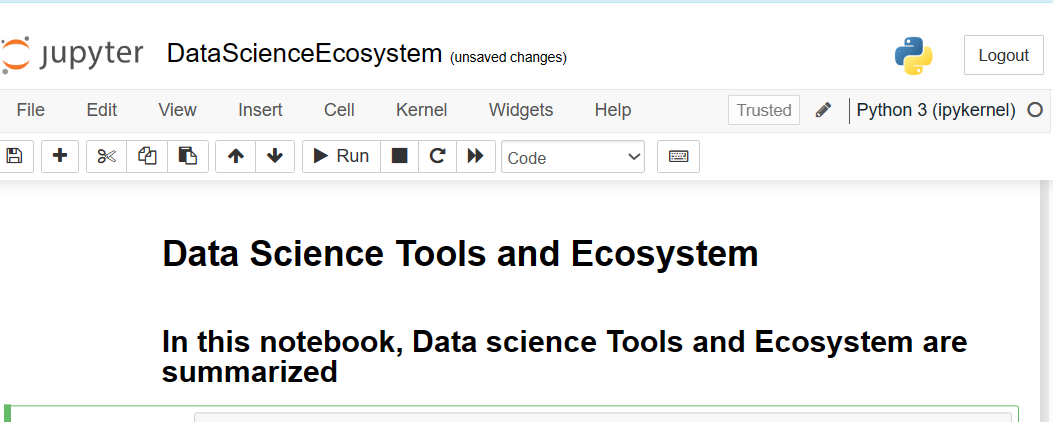 jupyter DataScienceEcosystem (unsaved changes) Logout
File Edit View Insert Cell Kernel Widgets Help Trusted Python 3 (ipykernel)
Run Code
Data Science Tools and Ecosystem
In this notebook, Data science Tools and Ecosystem are
summarized